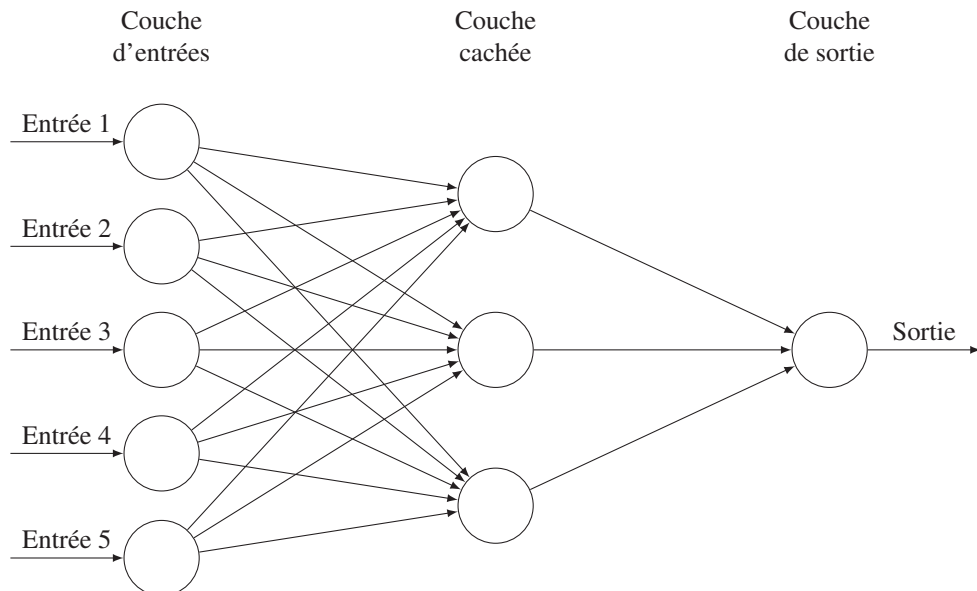 Couche
d'entrées
Couche
cachée
Couche
de sortie
Entrée 1
Entrée 2
Entrée 3
Entrée 4
Entrée 5
Sortie